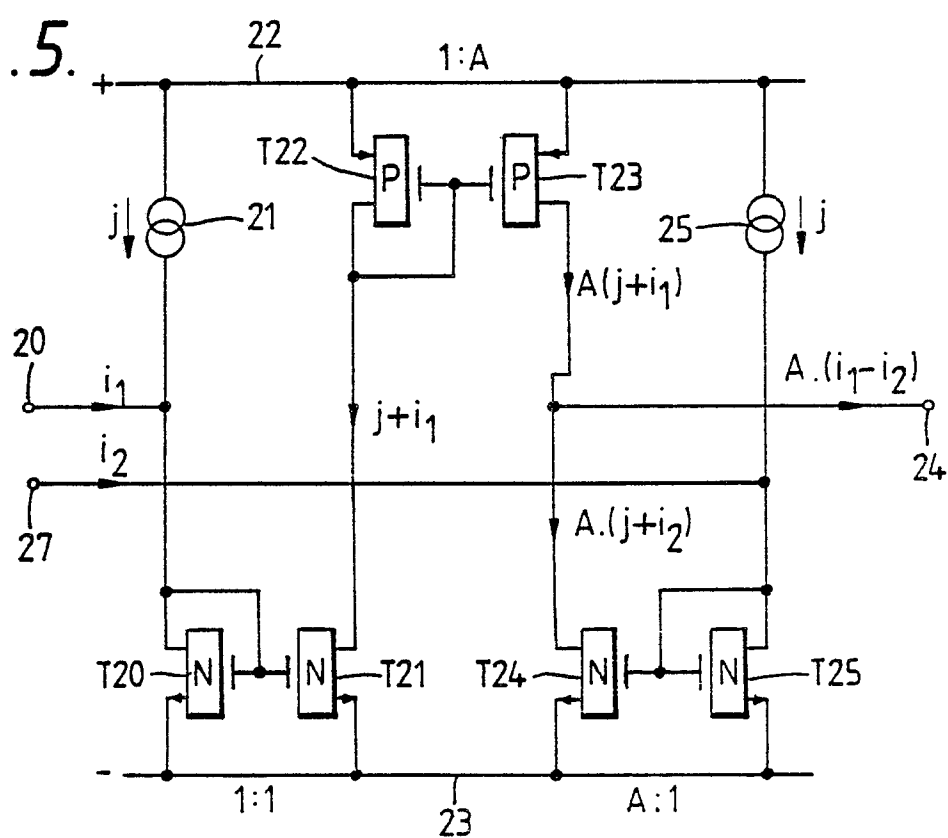 .5.
22
1:A
+
T22
P
P
T23
j
21
25
j
A(j+i₁)
20
i₁
A.(i₁-i₂)
j+i₁
24
i₂
27
A.(j+i₂)
T20
N
N
T21
T24
N
N
T25
-
1:1
23
A:1